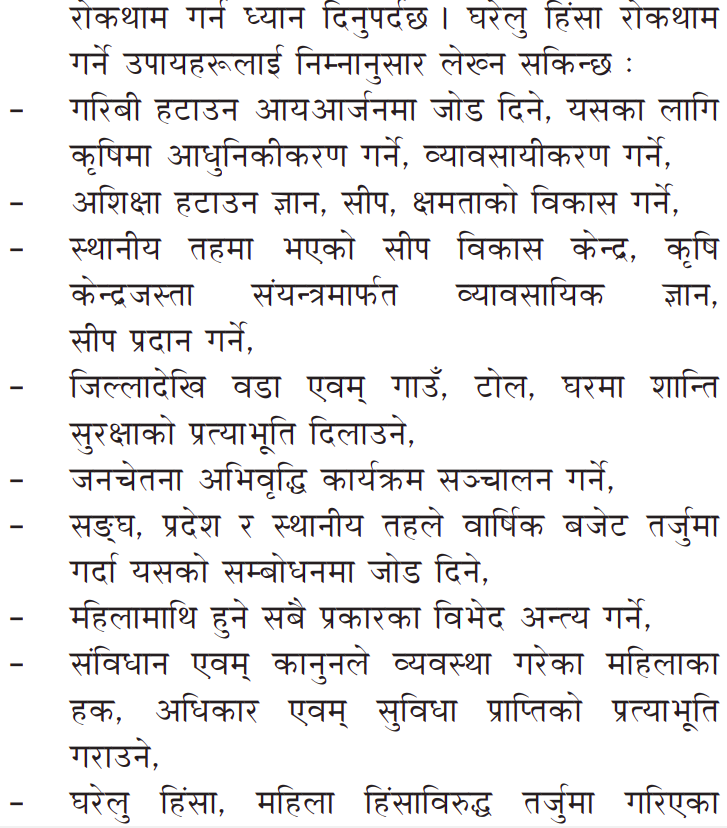 रोकथाम गर्न ध्यान दिनुपर्दछ । घरेलु हिंसा रोकथाम
गर्ने उपायहरूलाई निम्नानुसार लेख्न सकिन्छ :
– गरिबी हटाउन आयआर्जनमा जोड दिने, यसका लागि
कृषिमा आधुनिकीकरण गर्ने, व्यावसायीकरण गर्ने,
– अशिक्षा हटाउन ज्ञान, सीप, क्षमताको विकास गर्ने,
– स्थानीय तहमा भएको सीप विकास केन्द्र, कृषि
केन्द्रजस्ता संयन्त्रमार्फत व्यावसायिक ज्ञान,
सीप प्रदान गर्ने,
– जिल्लादेखि वडा एवम् गाउँ, टोल, घरमा शान्ति
सुरक्षाको प्रत्याभूति दिलाउने,
– जनचेतना अभिवृद्धि कार्यक्रम सञ्चालन गर्ने,
– सङ्घ, प्रदेश र स्थानीय तहले वार्षिक बजेट तर्जुमा
गर्दा यसको सम्बोधनमा जोड दिने,
– महिलामाथि हुने सबै प्रकारका विभेद अन्त्य गर्ने,
– संविधान एवम् कानुनले व्यवस्था गरेका महिलाका
हक, अधिकार एवम् सुविधा प्राप्तिको प्रत्याभूति
गराउने,
– घरेलु हिंसा, महिला हिंसाविरुद्ध तर्जुमा गरिएका